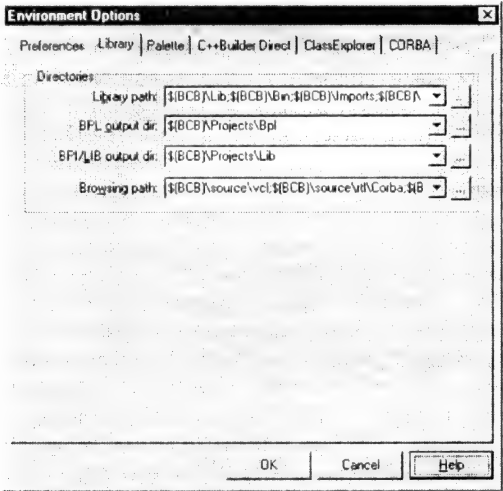 Environment Options
Preferences Library Palette C++Builder Direct ClassExplorer CORBA
Directories
Library path: $(BCB)\Lib;$(BCB)\Bin;$(BCB)\Imports;$(BCB)\ ...
BPL output dir: $(BCB)\Projects\Bpl ...
BPI/LIB output dir: $(BCB)\Projects\Lib ...
Browsing path: $(BCB)\source\vcl;$(BCB)\source\rtl\Corba;$(B ...
OK Cancel Help